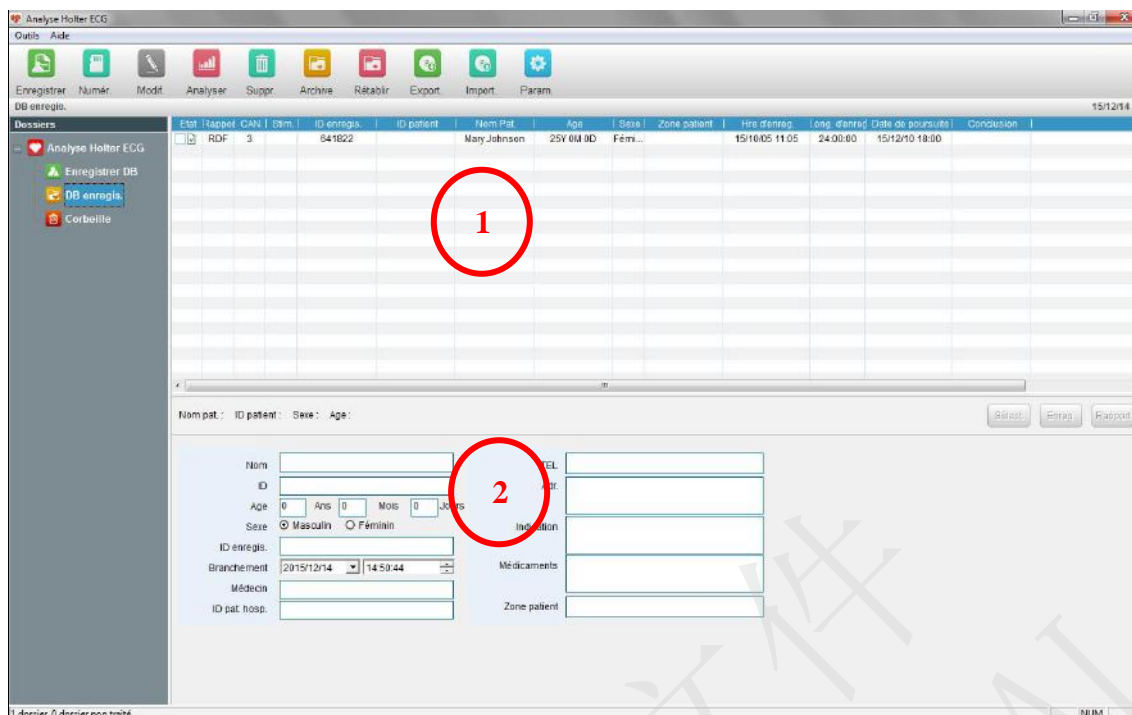 Analyse Holter ECG
Outils Aide
Enregistrer Numér. Modif. Analyser Suppr. Archive Rétablir Export. Import. Param.
DB enregis. 15/12/14
Dossiers
Analyse Holter ECG
Enregistrer DB
DB enregis.
Corbeille
Etat Rappor CAN. Stim. ID enregis. ID patient Nom Pat. Age Sexe Zone patient Hre d'enreg. Long. d'enreg Date de poursuite Conclusion
RDF 3 641822 Mary Johnson 25Y 0M 0D Fémi... 15/10/05 11:05 24:00:00 15/12/10 18:00
1
Nom pat. : ID patient : Sexe : Age :
Sélect. Enreg. Rapport
Nom
ID
Age 0 Ans 0 Mois 0 Jours
Sexe Masculin Féminin
ID enregis.
Branchement 2015/12/14 14:50:44
Médecin
ID pat. hosp.
2
TEL
Adr.
Indication
Médicaments
Zone patient
1 dossier, 0 dossier non traité. NUM
文件